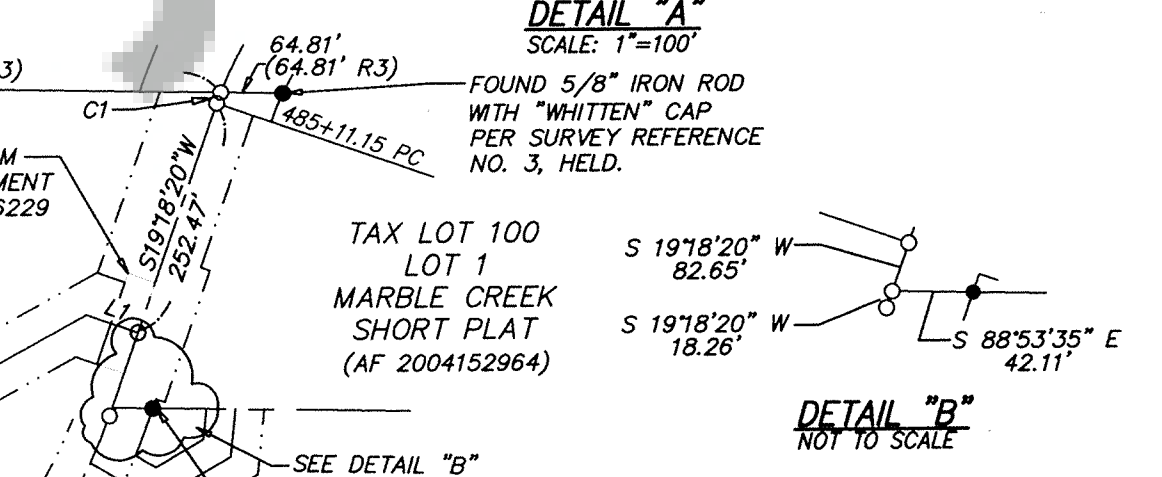 DETAIL "A"
SCALE: 1"=100'
64.81'
(64.81' R3)
3)
C1
FOUND 5/8" IRON ROD
WITH "WHITTEN" CAP
PER SURVEY REFERENCE
NO. 3, HELD.
485+11.15 PC
M
MENT
6229
S19°18'20"W
252.47'
TAX LOT 100
LOT 1
MARBLE CREEK
SHORT PLAT
(AF 2004152964)
L1
SEE DETAIL "B"
S 19°18'20" W
82.65'
S 19°18'20" W
18.26'
S 88°53'35" E
42.11'
DETAIL "B"
NOT TO SCALE